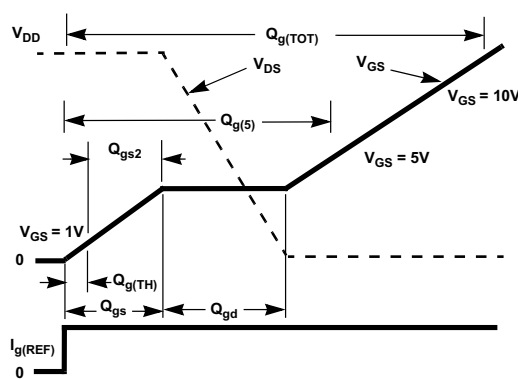 V_DD
Q_g(TOT)
V_DS
V_GS
V_GS = 10V
Q_g(5)
Q_gs2
V_GS = 5V
V_GS = 1V
0
Q_g(TH)
Q_gs
Q_gd
I_g(REF)
0